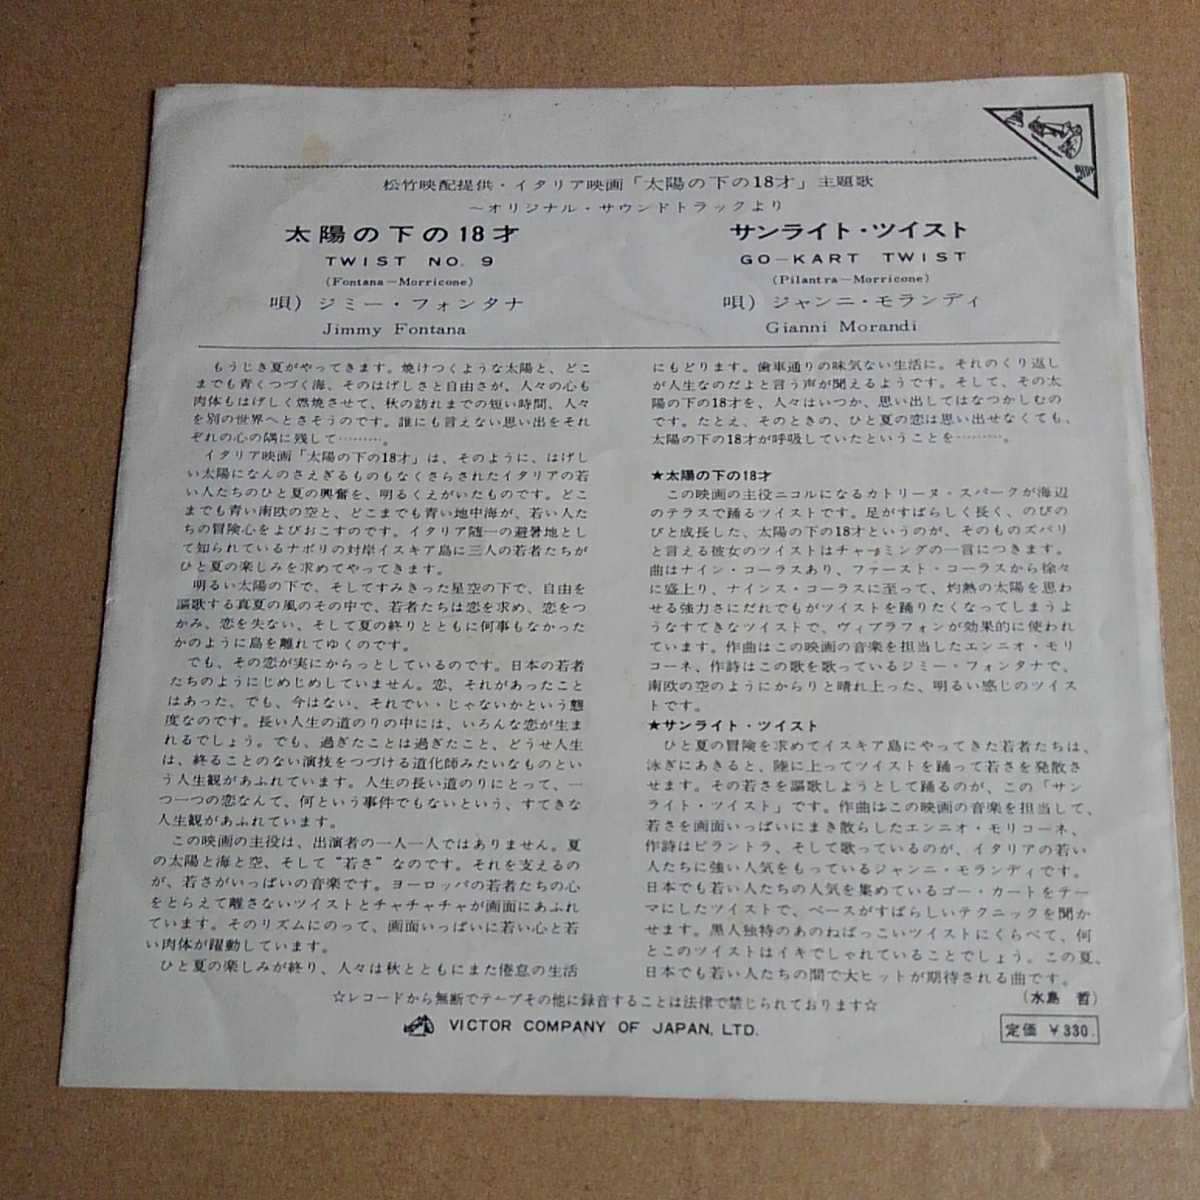 松竹映配提供・イタリア映画「太陽の下の18才」主題歌
～オリジナル・サウンドトラックより
太陽の下の18才
TWIST NO. 9
(Fontana—Morricone)
唄) ジミー・フォンタナ
Jimmy Fontana
サンライト・ツイスト
GO—KART TWIST
(Pilantra—Morricone)
唄) ジャンニ・モランディ
Gianni Morandi
もうじき夏がやってきます。焼けつくような太陽と、どこ
までも青くつづく海、そのはげしさと自由さが、人々の心も
肉体もはげしく燃焼させて、秋の訪れまでの短い時間、人々
を別の世界へとさそうのです。誰にも言えない思い出をそれ
ぞれの心の隅に残して………。
イタリア映画「太陽の下の18才」は、そのように、はげし
い太陽になんのさえぎるものもなくさらされたイタリアの若
い人たちのひと夏の興奮を、明るくえがいたものです。どこ
までも青い南欧の空と、どこまでも青い地中海が、若い人た
ちの冒険心をよびおこすのです。イタリア随一の避暑地とし
て知られているナポリの対岸イスキア島に三人の若者たちが
ひと夏の楽しみを求めてやってきます。
明るい太陽の下で、そしてすみきった星空の下で、自由を
謳歌する真夏の風のその中で、若者たちは恋を求め、恋をつ
かみ、恋を失ない、そして夏の終りとともに何事もなかった
かのように島を離れてゆくのです。
でも、その恋が実にからっとしているのです。日本の若者
たちのようにじめじめしていません。恋、それがあったこと
はあった、でも、今はない、それでいゝじゃないかという態
度なのです。長い人生の道のりの中には、いろんな恋が生ま
れるでしょう。でも、過ぎたことは過ぎたこと、どうせ人生
は、終ることのない演技をつづける道化師みたいなものとい
う人生観があふれています。人生の長い道のりにとって、一
つ一つの恋なんて、何という事件でもないという、すてきな
人生観があふれています。
この映画の主役は、出演者の一人一人ではありません。夏
の太陽と海と空、そして“若さ”なのです。それを支えるの
が、若さがいっぱいの音楽です。ヨーロッパの若者たちの心
をとらえて離さないツイストとチャチャチャが画面にあふれ
ています。そのリズムにのって、画面いっぱいに若い心と若
い肉体が躍動しています。
ひと夏の楽しみが終り、人々は秋とともにまた倦怠の生活
にもどります。歯車通りの味気ない生活に。それのくり返し
が人生なのだよと言う声が聞えるようです。そして、その太
陽の下の18才を、人々はいつか、思い出してはなつかしむの
です。たとえ、そのときの、ひと夏の恋は思い出せなくても、
太陽の下の18才が呼吸していたということを………。
★太陽の下の18才
この映画の主役ニコルになるカトリーヌ・スパークが海辺
のテラスで踊るツイストです。足がすばらしく長く、のびの
びと成長した、太陽の下の18才というのが、そのものズバリ
と言える彼女のツイストはチャーミングの一言につきます。
曲はナイン・コーラスあり、ファースト・コーラスから徐々
に盛上り、ナインス・コーラスに至って、灼熱の太陽を思わ
せる強力さにだれでもがツイストを踊りたくなってしまうよ
うなすてきなツイストで、ヴィブラフォンが効果的に使われ
ています。作曲はこの映画の音楽を担当したエンニオ・モリ
コーネ、作詩はこの歌を歌っているジミー・フォンタナで、
南欧の空のようにからりと晴れ上った、明るい感じのツイス
トです。
★サンライト・ツイスト
ひと夏の冒険を求めてイスキア島にやってきた若者たちは、
泳ぎにあきると、陸に上ってツイストを踊って若さを発散さ
せます。その若さを謳歌しようとして踊るのが、この「サン
ライト・ツイスト」です。作曲はこの映画の音楽を担当して、
若さを画面いっぱいにまき散らしたエンニオ・モリコーネ、
作詩はピラントラ、そして歌っているのが、イタリアの若い
人たちに強い人気をもっているジャンニ・モランディです。
日本でも若い人たちの人気を集めているゴー・カートをテー
マにしたツイストで、ベースがすばらしいテクニックを聞か
せます。黒人独特のあのねばっこいツイストにくらべて、何
とこのツイストはイキでしゃれていることでしょう。この夏、
日本でも若い人たちの間で大ヒットが期待される曲です。
(水島 哲)
☆レコードから無断でテープその他に録音することは法律で禁じられております☆
VICTOR COMPANY OF JAPAN, LTD.
定価 ¥330.